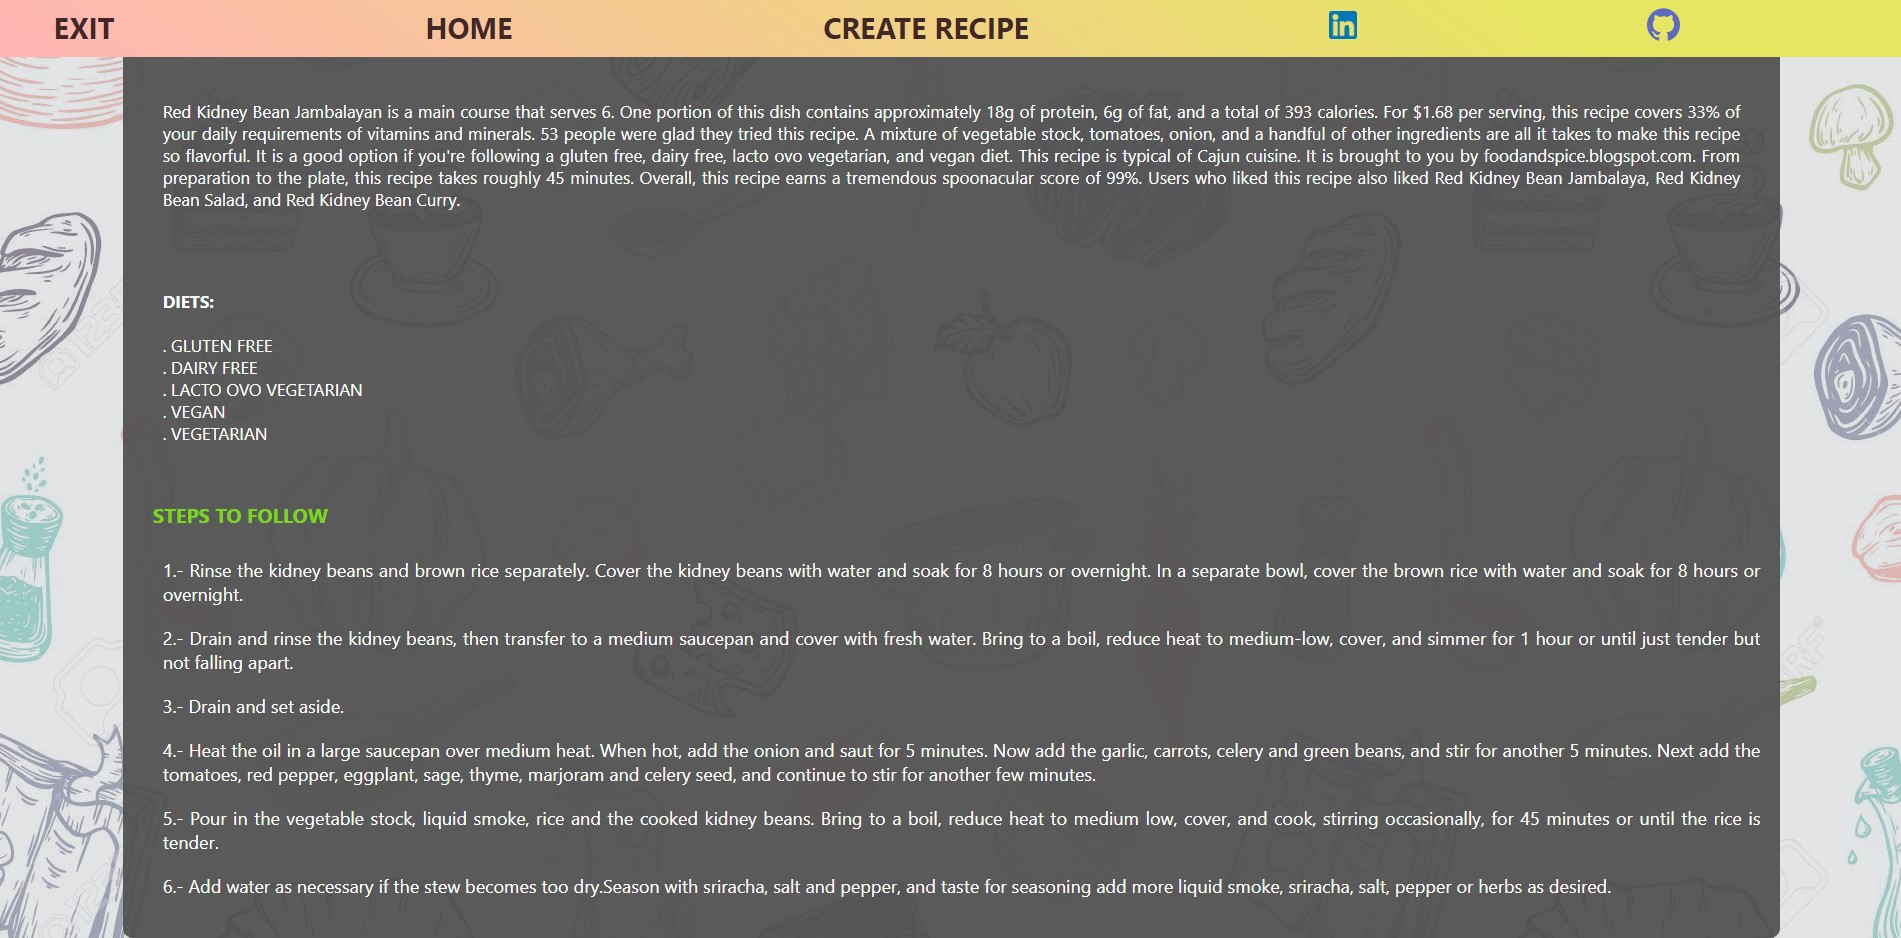 EXIT HOME CREATE RECIPE in
Red Kidney Bean Jambalayan is a main course that serves 6. One portion of this dish contains approximately 18g of protein, 6g of fat, and a total of 393 calories. For $1.68 per serving, this recipe covers 33% of
your daily requirements of vitamins and minerals. 53 people were glad they tried this recipe. A mixture of vegetable stock, tomatoes, onion, and a handful of other ingredients are all it takes to make this recipe
so flavorful. It is a good option if you're following a gluten free, dairy free, lacto ovo vegetarian, and vegan diet. This recipe is typical of Cajun cuisine. It is brought to you by foodandspice.blogspot.com. From
preparation to the plate, this recipe takes roughly 45 minutes. Overall, this recipe earns a tremendous spoonacular score of 99%. Users who liked this recipe also liked Red Kidney Bean Jambalaya, Red Kidney
Bean Salad, and Red Kidney Bean Curry.
DIETS:
. GLUTEN FREE
. DAIRY FREE
. LACTO OVO VEGETARIAN
. VEGAN
. VEGETARIAN
STEPS TO FOLLOW
1.- Rinse the kidney beans and brown rice separately. Cover the kidney beans with water and soak for 8 hours or overnight. In a separate bowl, cover the brown rice with water and soak for 8 hours or
overnight.
2.- Drain and rinse the kidney beans, then transfer to a medium saucepan and cover with fresh water. Bring to a boil, reduce heat to medium-low, cover, and simmer for 1 hour or until just tender but
not falling apart.
3.- Drain and set aside.
4.- Heat the oil in a large saucepan over medium heat. When hot, add the onion and saut for 5 minutes. Now add the garlic, carrots, celery and green beans, and stir for another 5 minutes. Next add the
tomatoes, red pepper, eggplant, sage, thyme, marjoram and celery seed, and continue to stir for another few minutes.
5.- Pour in the vegetable stock, liquid smoke, rice and the cooked kidney beans. Bring to a boil, reduce heat to medium low, cover, and cook, stirring occasionally, for 45 minutes or until the rice is
tender.
6.- Add water as necessary if the stew becomes too dry.Season with sriracha, salt and pepper, and taste for seasoning add more liquid smoke, sriracha, salt, pepper or herbs as desired.